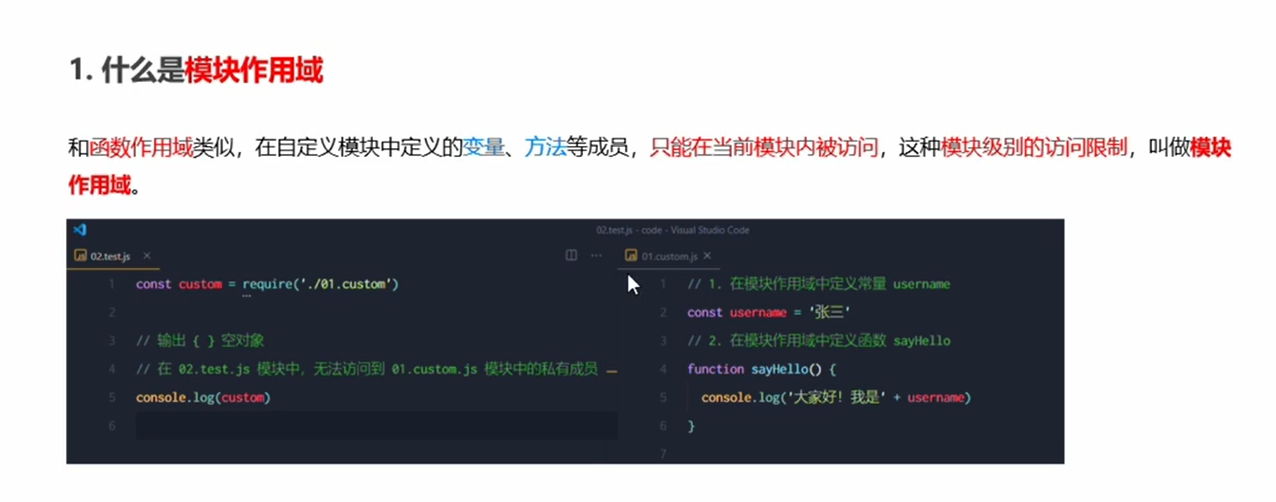 1. 什么是模块作用域
和函数作用域类似，在自定义模块中定义的变量、方法等成员，只能在当前模块内被访问，这种模块级别的访问限制，叫做模块
作用域。
02.test.js - code - Visual Studio Code
02.test.js
1 const custom = require('./01.custom')
2
3 // 输出 { } 空对象
4 // 在 02.test.js 模块中，无法访问到 01.custom.js 模块中的私有成员
5 console.log(custom)
6
01.custom.js
1 // 1. 在模块作用域中定义常量 username
2 const username = '张三'
3 // 2. 在模块作用域中定义函数 sayHello
4 function sayHello() {
5 console.log('大家好！我是' + username)
6 }
7